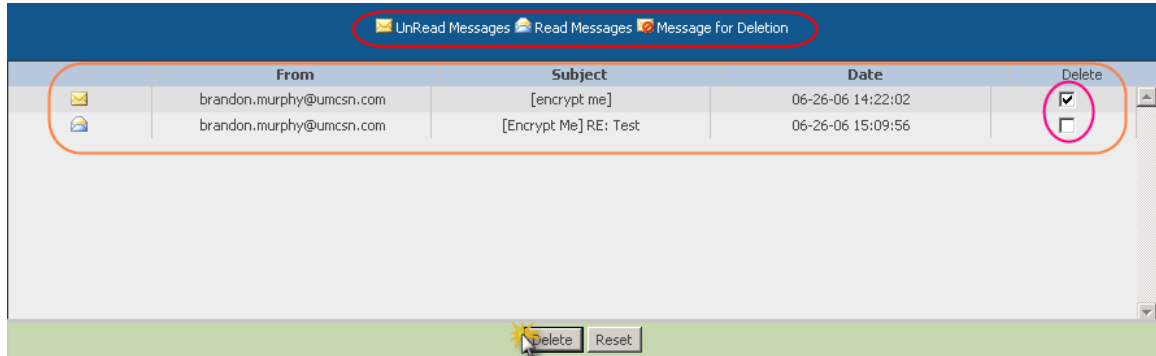 UnRead Messages Read Messages Message for Deletion
From Subject Date Delete
brandon.murphy@umcsn.com [encrypt me] 06-26-06 14:22:02
brandon.murphy@umcsn.com [Encrypt Me] RE: Test 06-26-06 15:09:56
Delete Reset